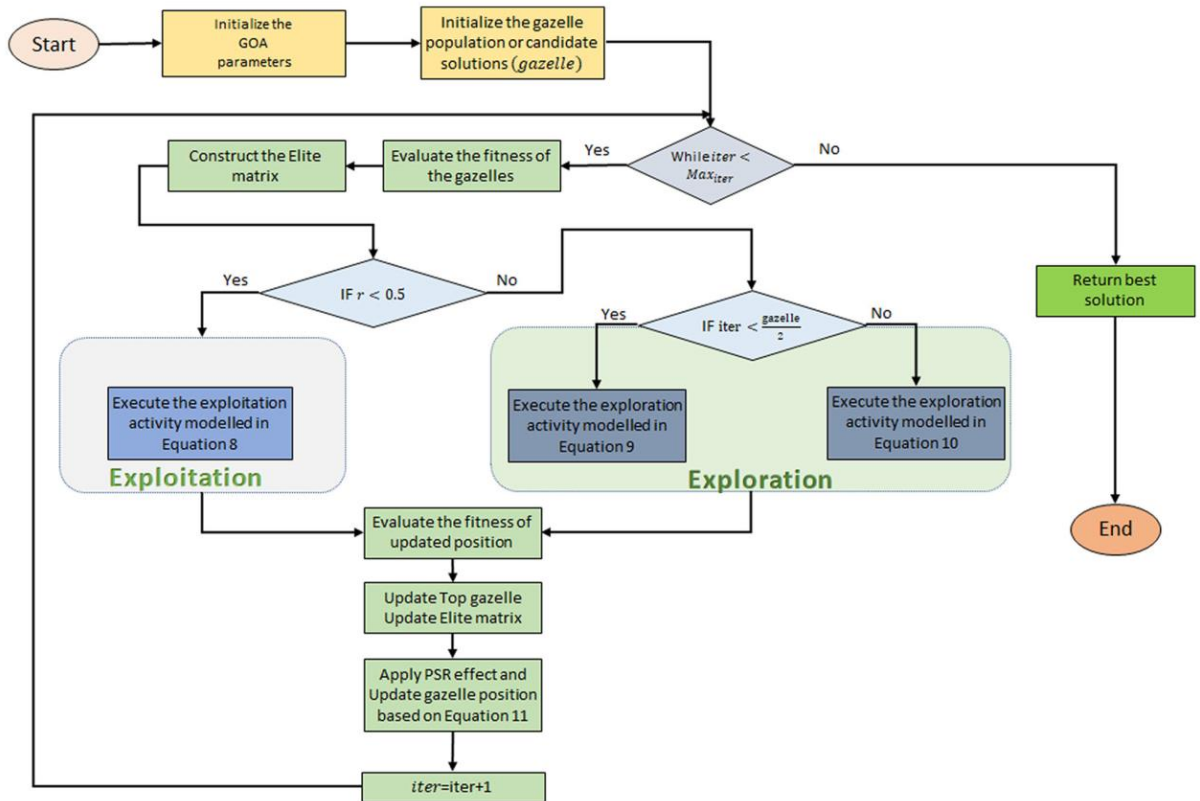 Start
Initialize the
GOA
parameters
Initialize the gazelle
population or candidate
solutions (gazelle)
While iter <
Max_iter
Yes
No
Evaluate the fitness of
the gazelles
Construct the Elite
matrix
IF r < 0.5
Yes
No
IF iter < gazelle/2
Yes
No
Return best
solution
Execute the exploitation
activity modelled in
Equation 8
Exploitation
Execute the exploration
activity modelled in
Equation 9
Execute the exploration
activity modelled in
Equation 10
Exploration
End
Evaluate the fitness of
updated position
Update Top gazelle
Update Elite matrix
Apply PSR effect and
Update gazelle position
based on Equation 11
iter=iter+1